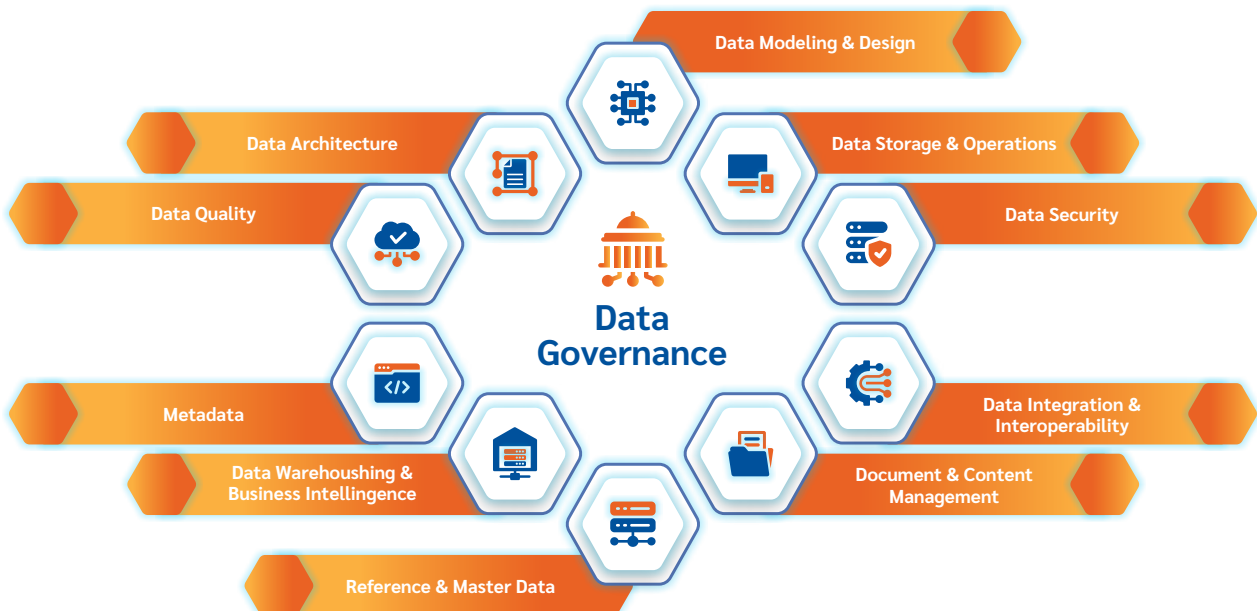 Data Modeling & Design
Data Architecture
Data Storage & Operations
Data Quality
Data Security
Data
Governance
Metadata
Data Integration &
Interoperability
Data Warehoushing &
Business Intellingence
Document & Content
Management
Reference & Master Data